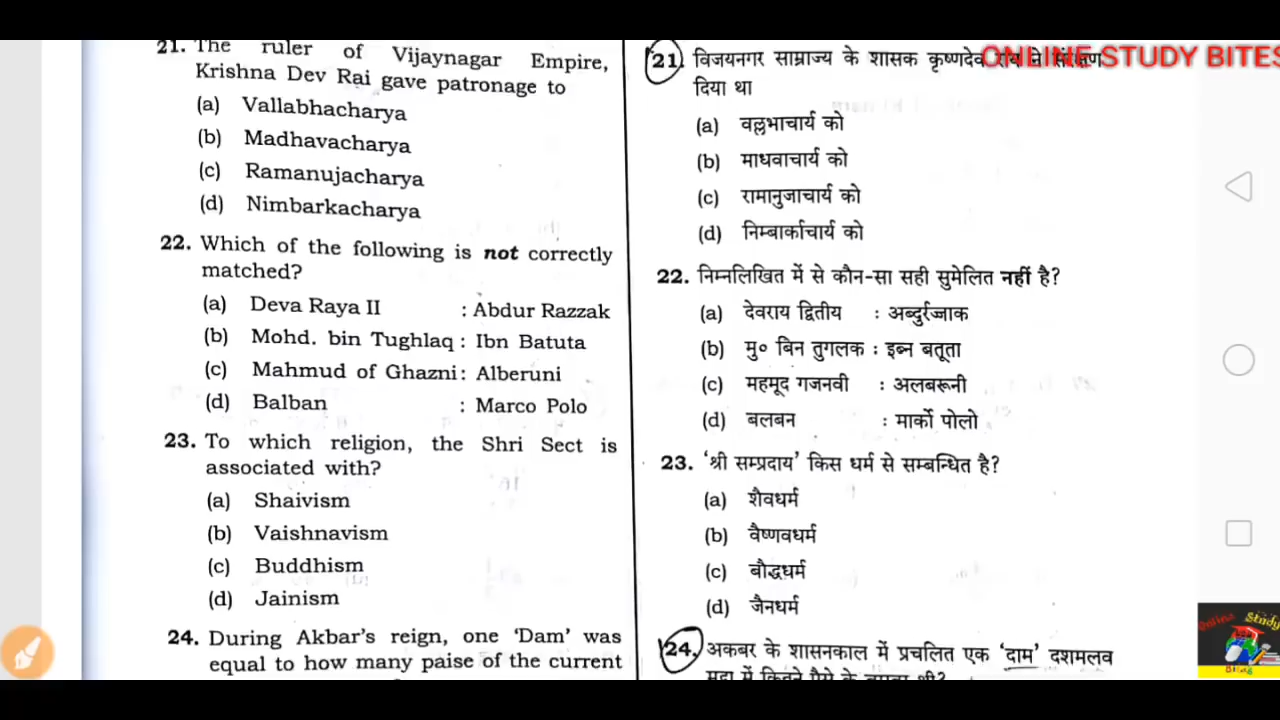 21. The ruler of Vijaynagar Empire,
Krishna Dev Rai gave patronage to
(a) Vallabhacharya
(b) Madhavacharya
(c) Ramanujacharya
(d) Nimbarkacharya
22. Which of the following is not correctly
matched?
(a) Deva Raya II : Abdur Razzak
(b) Mohd. bin Tughlaq : Ibn Batuta
(c) Mahmud of Ghazni : Alberuni
(d) Balban : Marco Polo
23. To which religion, the Shri Sect is
associated with?
(a) Shaivism
(b) Vaishnavism
(c) Buddhism
(d) Jainism
24. During Akbar's reign, one 'Dam' was
equal to how many paise of the current
21. विजयनगर साम्राज्य के शासक कृष्णदेव
दिया था
(a) वल्लभाचार्य को
(b) माधवाचार्य को
(c) रामानुजाचार्य को
(d) निम्बार्काचार्य को
22. निम्नलिखित में से कौन-सा सही सुमेलित नहीं है?
(a) देवराय द्वितीय : अब्दुर्रज्जाक
(b) मु० बिन तुगलक : इब्न बतूता
(c) महमूद गजनवी : अलबरूनी
(d) बलबन : मार्को पोलो
23. ‘श्री सम्प्रदाय’ किस धर्म से सम्बन्धित है?
(a) शैवधर्म
(b) वैष्णवधर्म
(c) बौद्धधर्म
(d) जैनधर्म
24. अकबर के शासनकाल में प्रचलित एक ‘दाम’ दशमलव
ONLINE STUDY BITES
Online Study
Bites